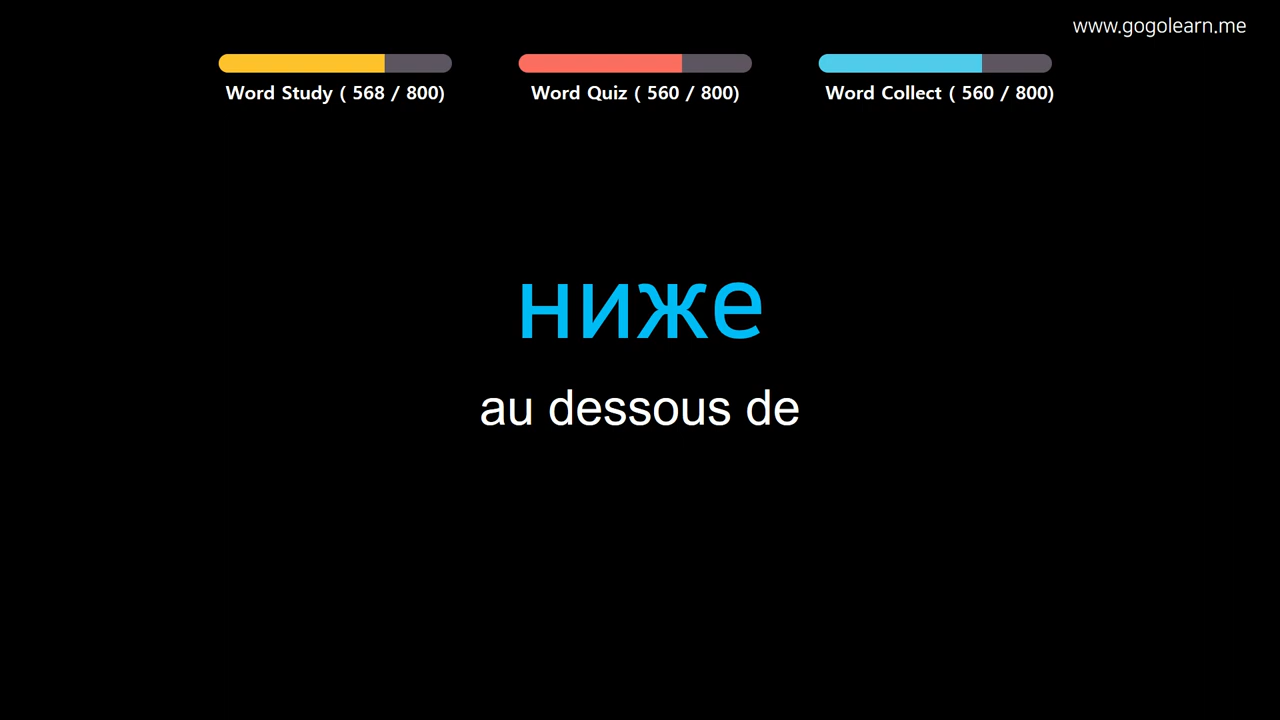 www.gogolearn.me
Word Study ( 568 / 800)
Word Quiz ( 560 / 800)
Word Collect ( 560 / 800)
ниже
au dessous de